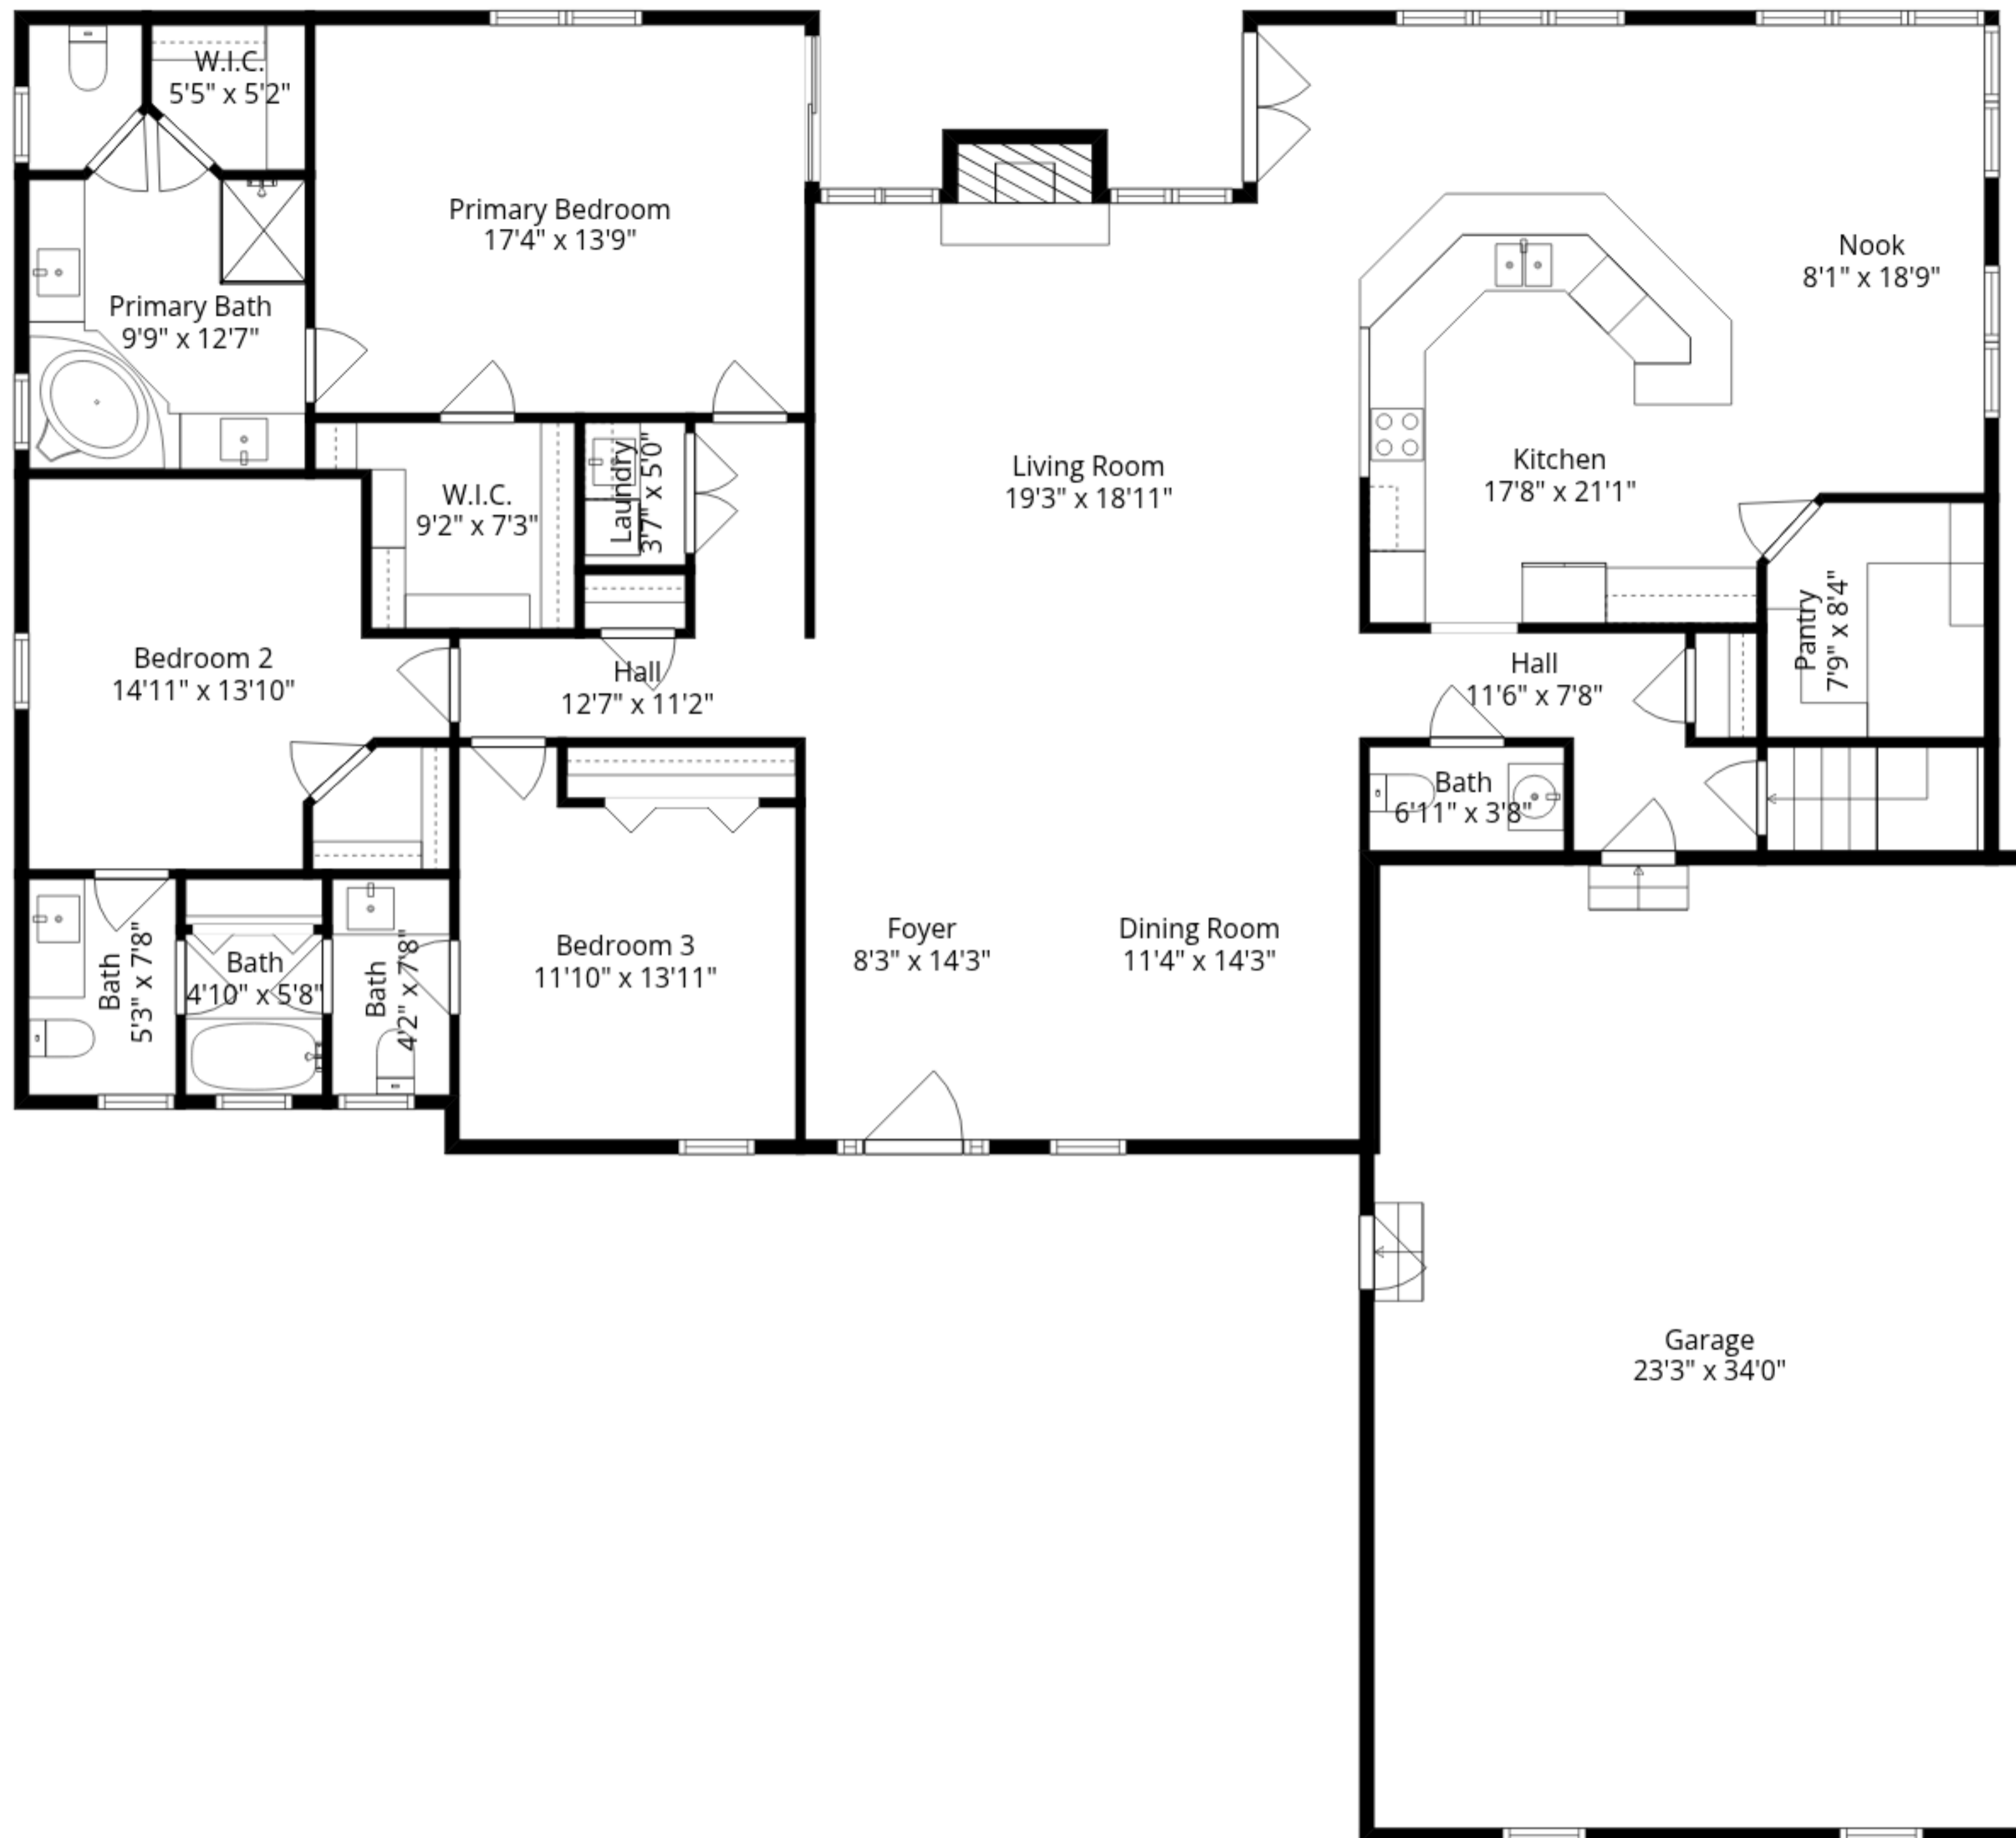 W.I.C.
5'5" x 5'2"
Primary Bedroom
17'4" x 13'9"
Nook
8'1" x 18'9"
Primary Bath
9'9" x 12'7"
Living Room
19'3" x 18'11"
Kitchen
17'8" x 21'1"
W.I.C.
9'2" x 7'3"
Laundry
3'7" x 5'0"
Pantry
7'9" x 8'4"
Bedroom 2
14'11" x 13'10"
Hall
12'7" x 11'2"
Hall
11'6" x 7'8"
Bath
6'11" x 3'8"
Foyer
8'3" x 14'3"
Dining Room
11'4" x 14'3"
Bedroom 3
11'10" x 13'11"
Bath
5'3" x 7'8"
Bath
4'10" x 5'8"
Bath
4'2" x 7'8"
Garage
23'3" x 34'0"